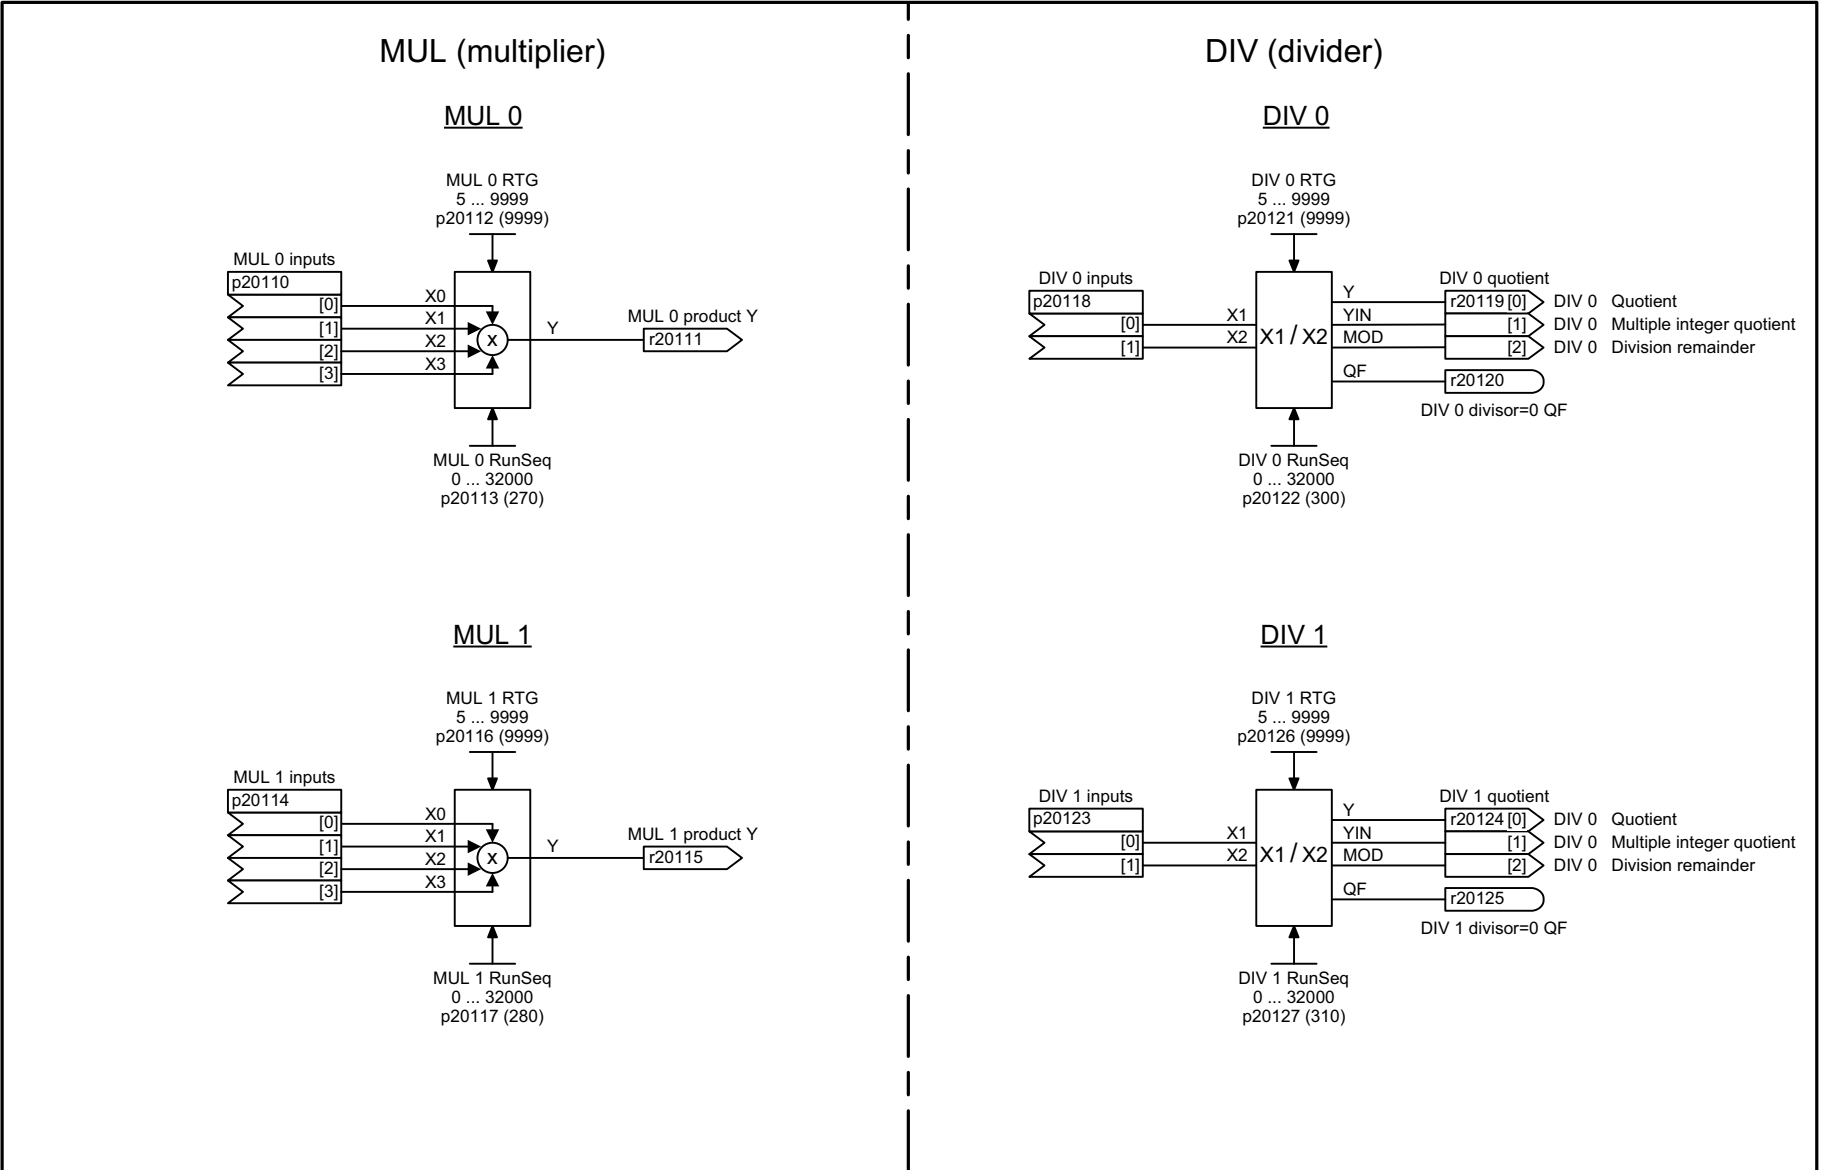 MUL (multiplier)
MUL 0
MUL 0 RTG
5 ... 9999
p20112 (9999)
MUL 0 inputs
p20110
[0]
[1]
[2]
[3]
X0
X1
X2
X3
x
Y
MUL 0 product Y
r20111
MUL 0 RunSeq
0 ... 32000
p20113 (270)
MUL 1
MUL 1 RTG
5 ... 9999
p20116 (9999)
MUL 1 inputs
p20114
[0]
[1]
[2]
[3]
X0
X1
X2
X3
x
Y
MUL 1 product Y
r20115
MUL 1 RunSeq
0 ... 32000
p20117 (280)
DIV (divider)
DIV 0
DIV 0 RTG
5 ... 9999
p20121 (9999)
DIV 0 inputs
p20118
[0]
[1]
X1
X2
X1 / X2
Y
YIN
MOD
QF
DIV 0 quotient
r20119 [0] DIV 0 Quotient
[1] DIV 0 Multiple integer quotient
[2] DIV 0 Division remainder
r20120
DIV 0 divisor=0 QF
DIV 0 RunSeq
0 ... 32000
p20122 (300)
DIV 1
DIV 1 RTG
5 ... 9999
p20126 (9999)
DIV 1 inputs
p20123
[0]
[1]
X1
X2
X1 / X2
Y
YIN
MOD
QF
DIV 1 quotient
r20124 [0] DIV 0 Quotient
[1] DIV 0 Multiple integer quotient
[2] DIV 0 Division remainder
r20125
DIV 1 divisor=0 QF
DIV 1 RunSeq
0 ... 32000
p20127 (310)